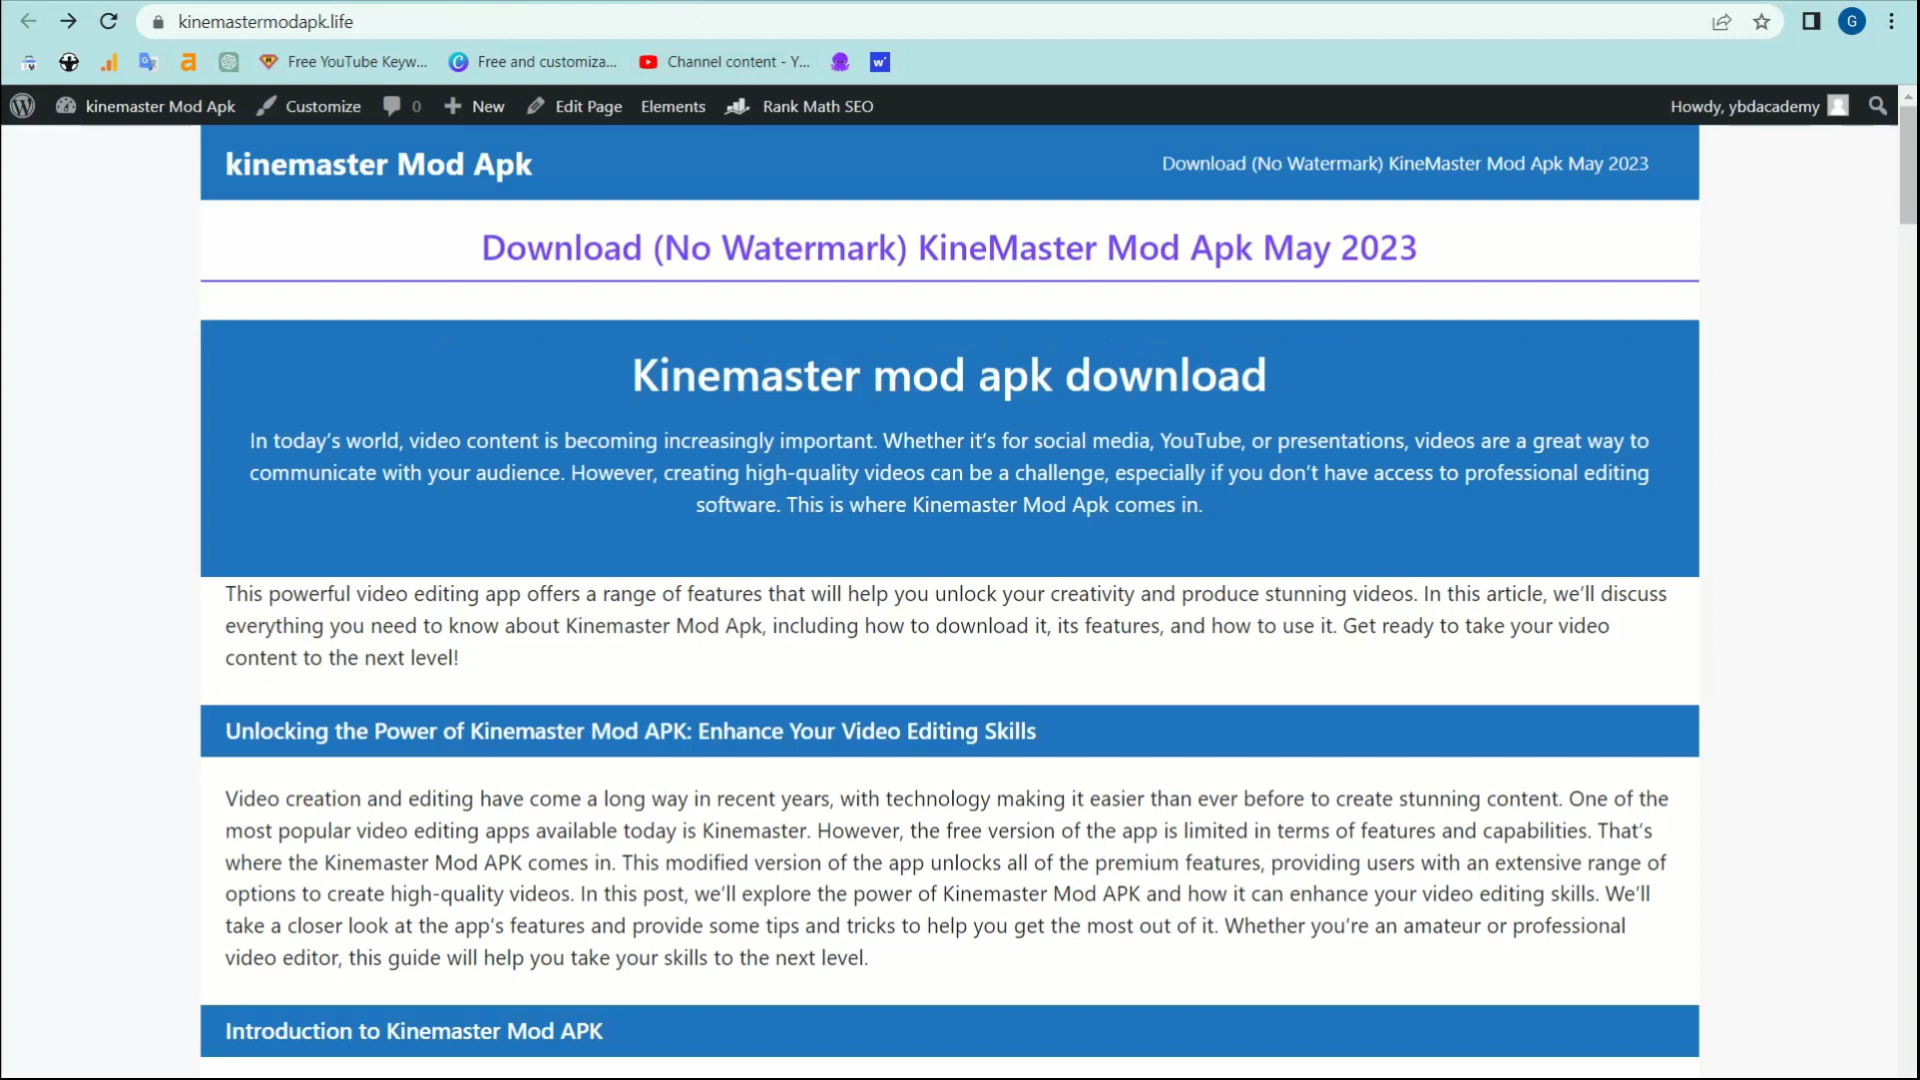 kinemastermodapk.life
G
Free YouTube Keyw...
Free and customiza...
Channel content - Y...
kinemaster Mod Apk
Customize
0
New
Edit Page
Elements
Rank Math SEO
Howdy, ybdacademy
kinemaster Mod Apk
Download (No Watermark) KineMaster Mod Apk May 2023
Download (No Watermark) KineMaster Mod Apk May 2023
Kinemaster mod apk download
In today’s world, video content is becoming increasingly important. Whether it’s for social media, YouTube, or presentations, videos are a great way to
communicate with your audience. However, creating high-quality videos can be a challenge, especially if you don’t have access to professional editing
software. This is where Kinemaster Mod Apk comes in.
This powerful video editing app offers a range of features that will help you unlock your creativity and produce stunning videos. In this article, we’ll discuss
everything you need to know about Kinemaster Mod Apk, including how to download it, its features, and how to use it. Get ready to take your video
content to the next level!
Unlocking the Power of Kinemaster Mod APK: Enhance Your Video Editing Skills
Video creation and editing have come a long way in recent years, with technology making it easier than ever before to create stunning content. One of the
most popular video editing apps available today is Kinemaster. However, the free version of the app is limited in terms of features and capabilities. That’s
where the Kinemaster Mod APK comes in. This modified version of the app unlocks all of the premium features, providing users with an extensive range of
options to create high-quality videos. In this post, we’ll explore the power of Kinemaster Mod APK and how it can enhance your video editing skills. We’ll
take a closer look at the app’s features and provide some tips and tricks to help you get the most out of it. Whether you’re an amateur or professional
video editor, this guide will help you take your skills to the next level.
Introduction to Kinemaster Mod APK